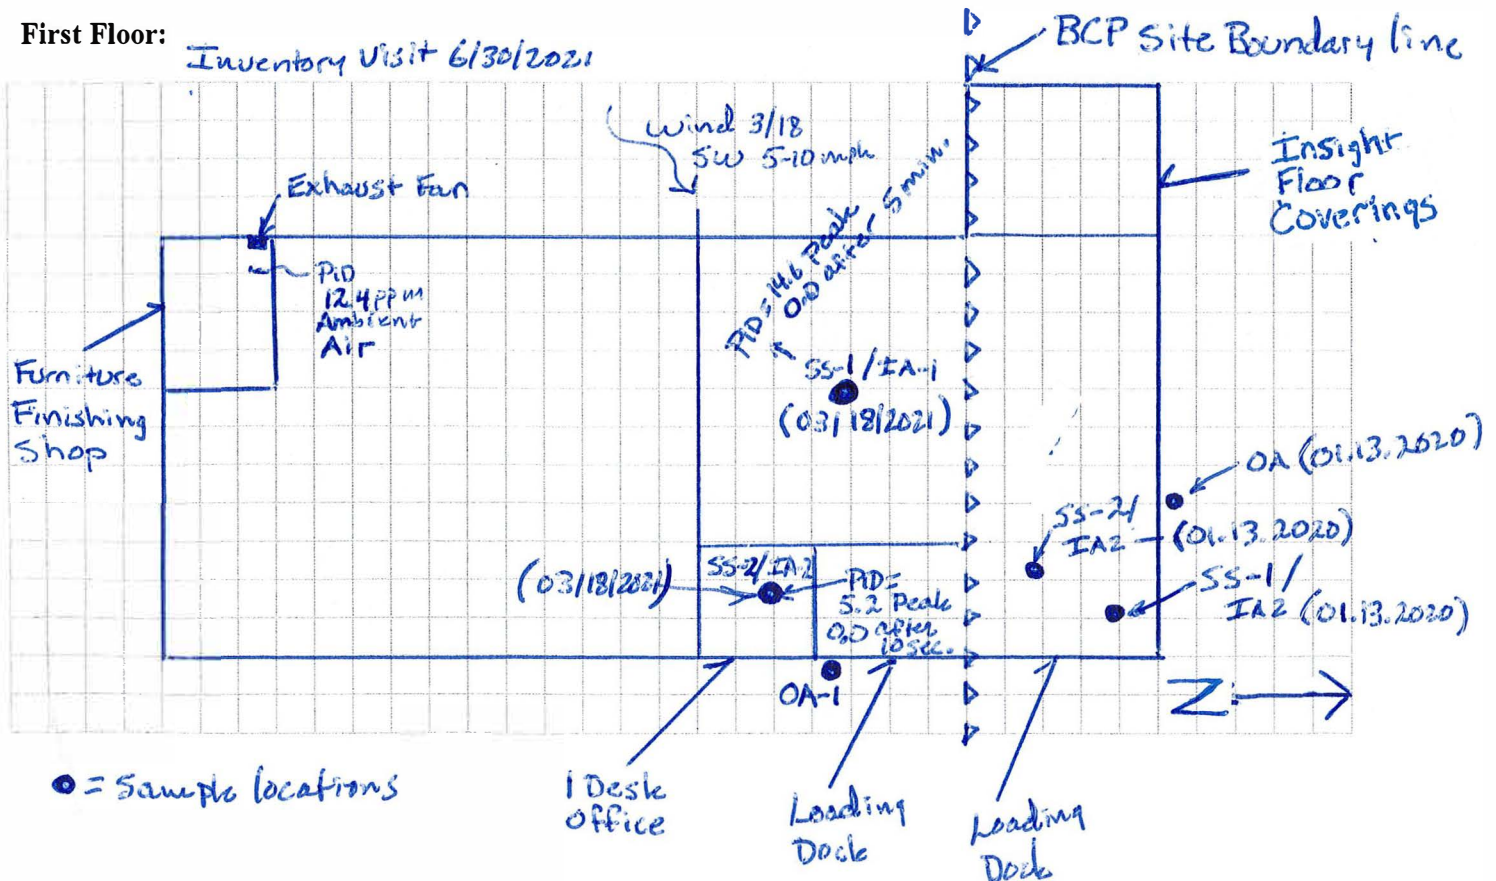 First Floor:
Inventory Visit 6/30/2021
BCP Site Boundary line
Wind 3/18
SW 5-10 mph
Insight
Floor
Coverings
Exhaust Fan
PID
12.4 ppm
Ambient
Air
PID = 14.6 Peak
0.0 after 5 min.
Furniture
Finishing
Shop
SS-1/IA-1
(03/18/2021)
OA (01.13.2020)
SS-2/
IA2 - (01.13.2020)
SS-1/
IA2 (01.13.2020)
(03/18/2021)
SS-2/IA2
PID=
5.2 Peak
0.0 after
10 sec.
OA-1
Z
= Sample locations
1 Desk
Office
Loading
Dock
Loading
Dock